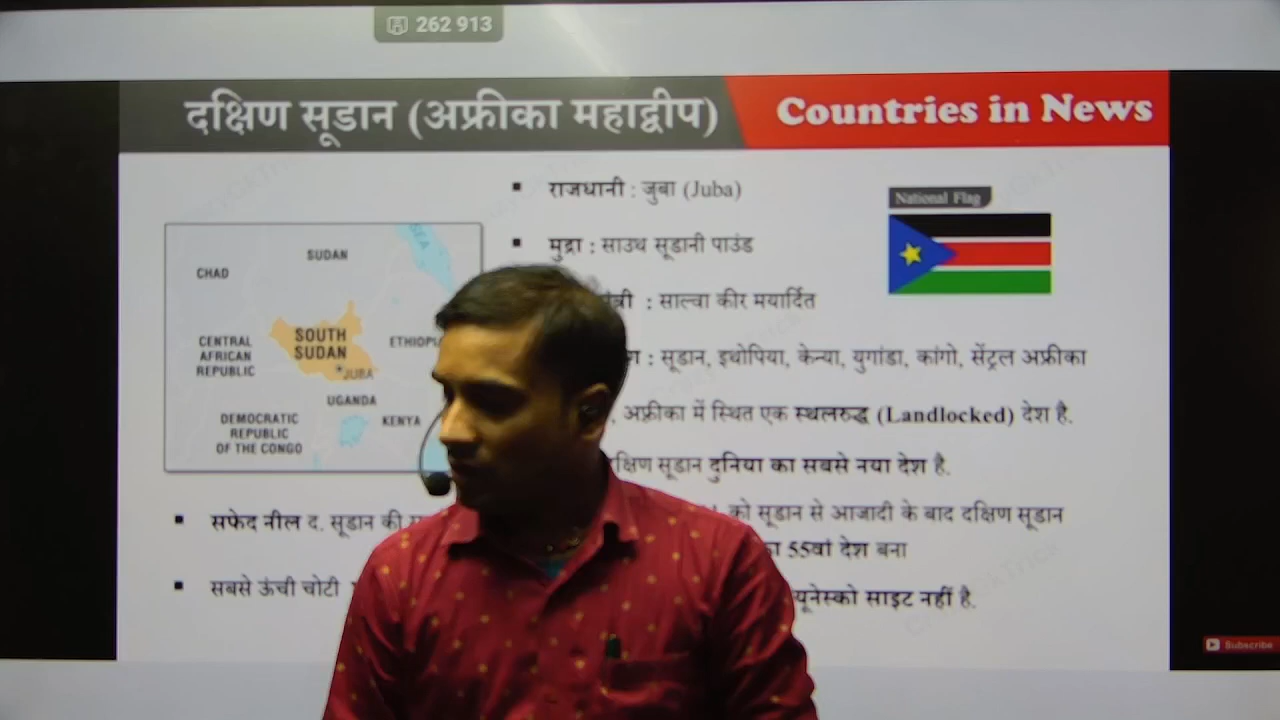 262 913
दक्षिण सूडान (अफ्रीका महाद्वीप)
Countries in News
राजधानी : जुबा (Juba)
National Flag
मुद्रा : साउथ सूडानी पाउंड
: साल्वा कीर मयार्दित
: सूडान, इथोपिया, केन्या, युगांडा, कांगो, सेंट्रल अफ्रीका
अफ्रीका में स्थित एक स्थलरुद्ध (Landlocked) देश है.
सूडान दुनिया का सबसे नया देश है.
को सूडान से आजादी के बाद दक्षिण सूडान
55वां देश बना
यूनेस्को साइट नहीं है.
SEA
SUDAN
CHAD
SOUTH
SUDAN
JUBA
CENTRAL
AFRICAN
REPUBLIC
UGANDA
KENYA
DEMOCRATIC
REPUBLIC
OF THE CONGO
सफेद नील द. सूडान की
सबसे ऊंची चोटी
Subscribe